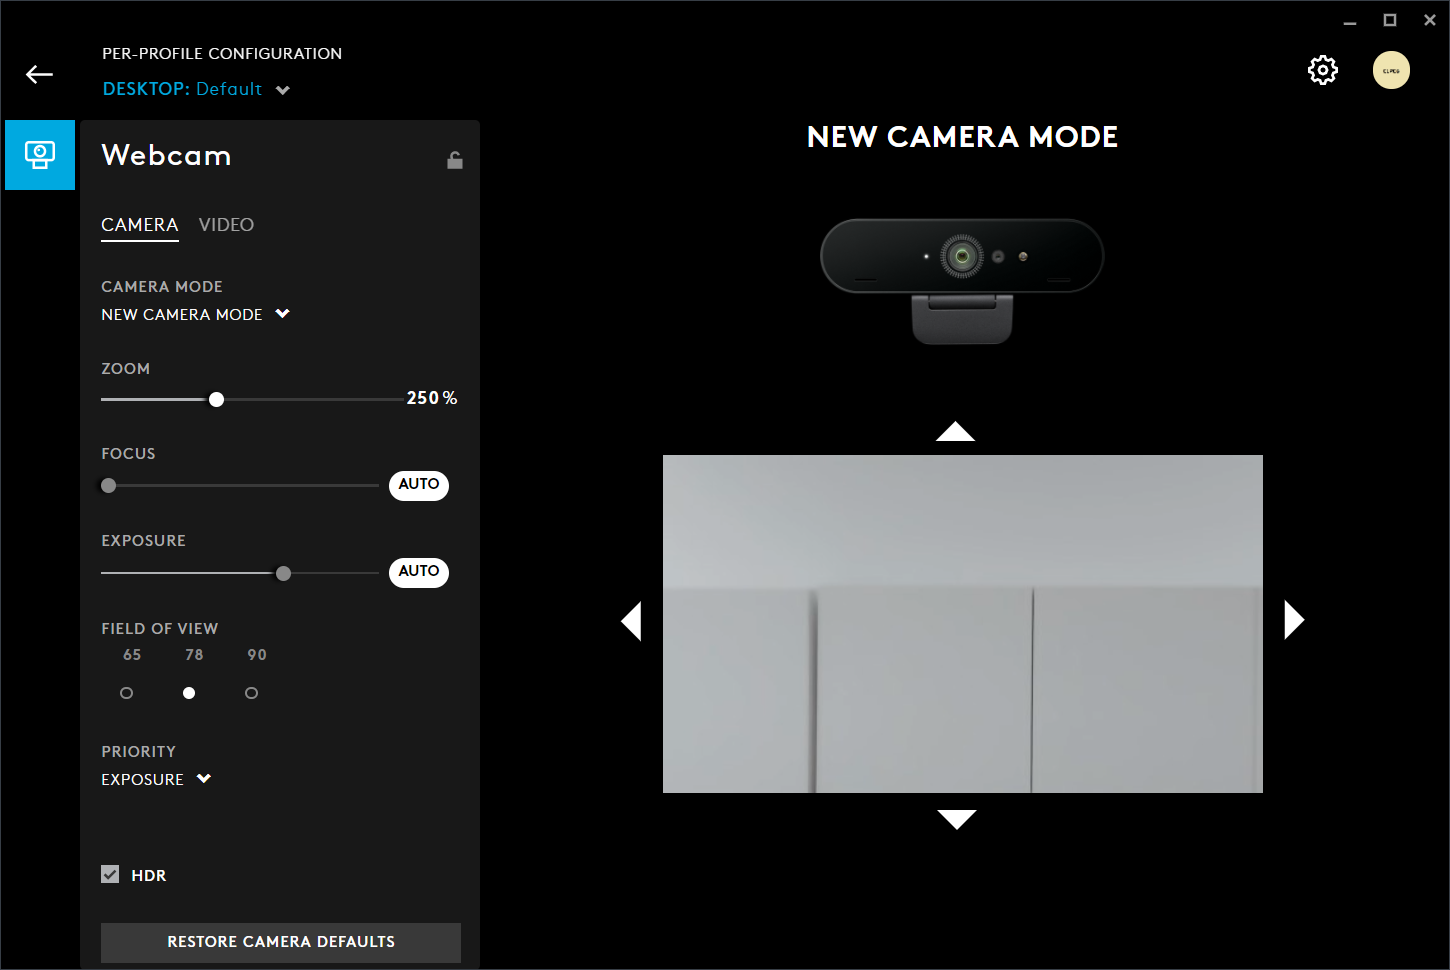 PER-PROFILE CONFIGURATION
DESKTOP: Default
Webcam
CAMERA VIDEO
CAMERA MODE
NEW CAMERA MODE
ZOOM
250 %
FOCUS
AUTO
EXPOSURE
AUTO
FIELD OF VIEW
65 78 90
PRIORITY
EXPOSURE
HDR
RESTORE CAMERA DEFAULTS
NEW CAMERA MODE